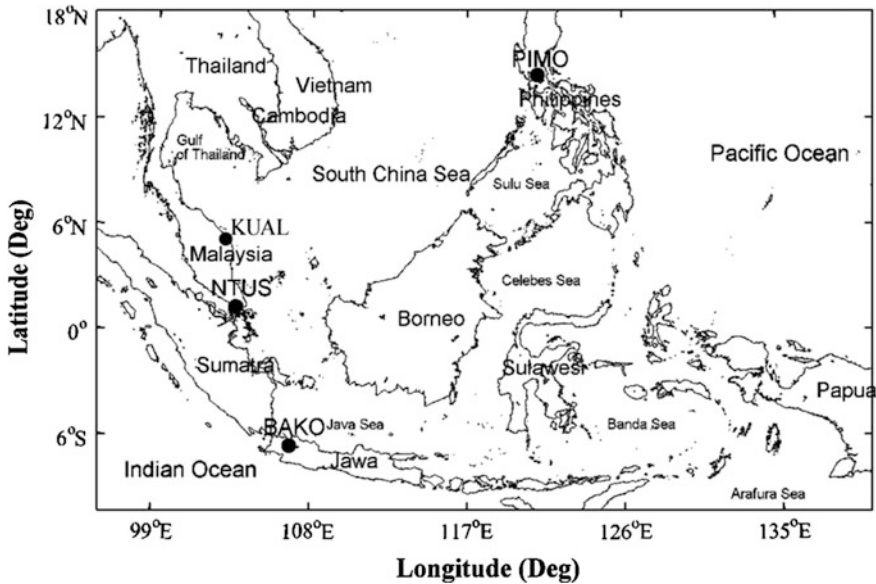 18°N
12°N
6°N
0°
6°S
Latitude (Deg)
PIMO
Thailand
Vietnam
Philippines
Cambodia
Gulf
of Thailand
Pacific Ocean
South China Sea
Sulu Sea
KUAL
Malaysia
Celebes Sea
NTUS
Borneo
Sumatra
Sulawesi
Papua
BAKO
Java Sea
Banda Sea
Indian Ocean
Jawa
Arafura Sea
99°E
108°E
117°E
126°E
135°E
Longitude (Deg)